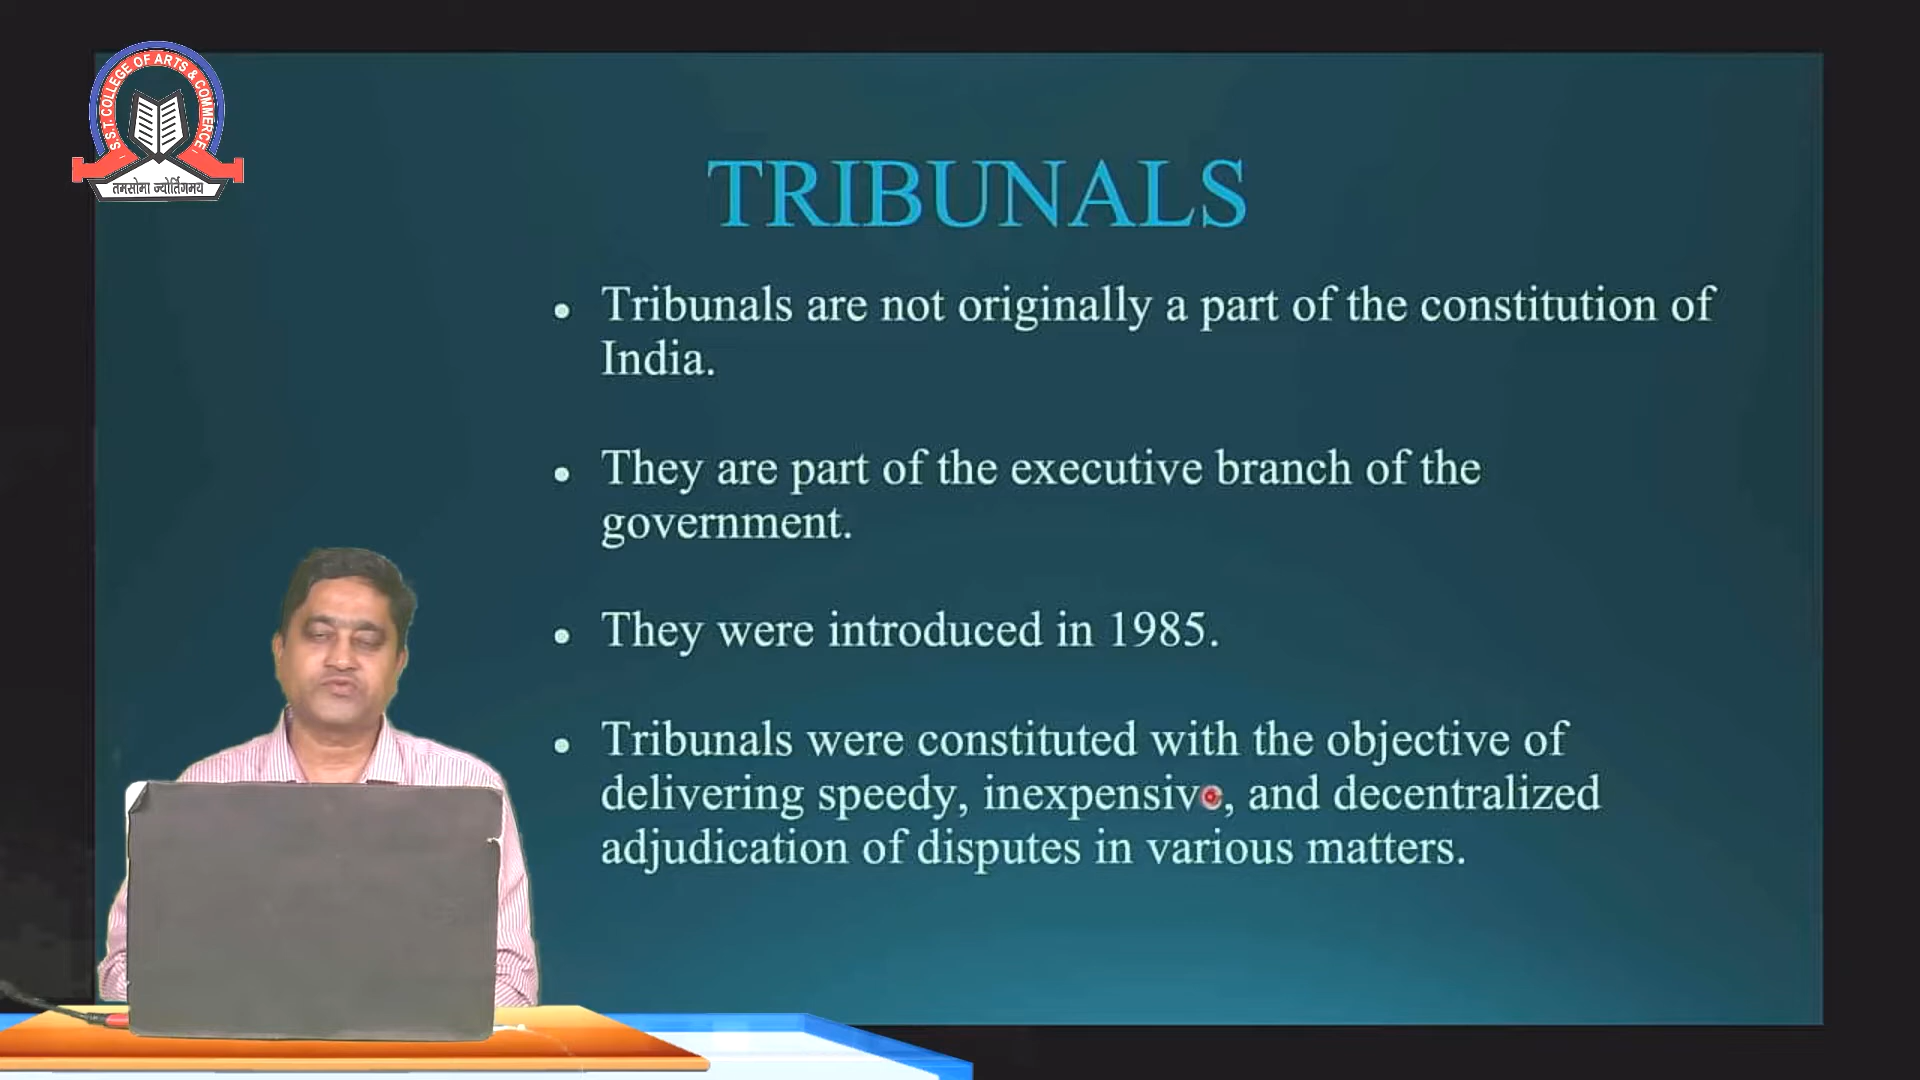 S.S.T. COLLEGE OF ARTS & COMMERCE
तमसोमा ज्योर्तिगमय
TRIBUNALS
• Tribunals are not originally a part of the constitution of
India.
• They are part of the executive branch of the
government.
• They were introduced in 1985.
• Tribunals were constituted with the objective of
delivering speedy, inexpensive, and decentralized
adjudication of disputes in various matters.